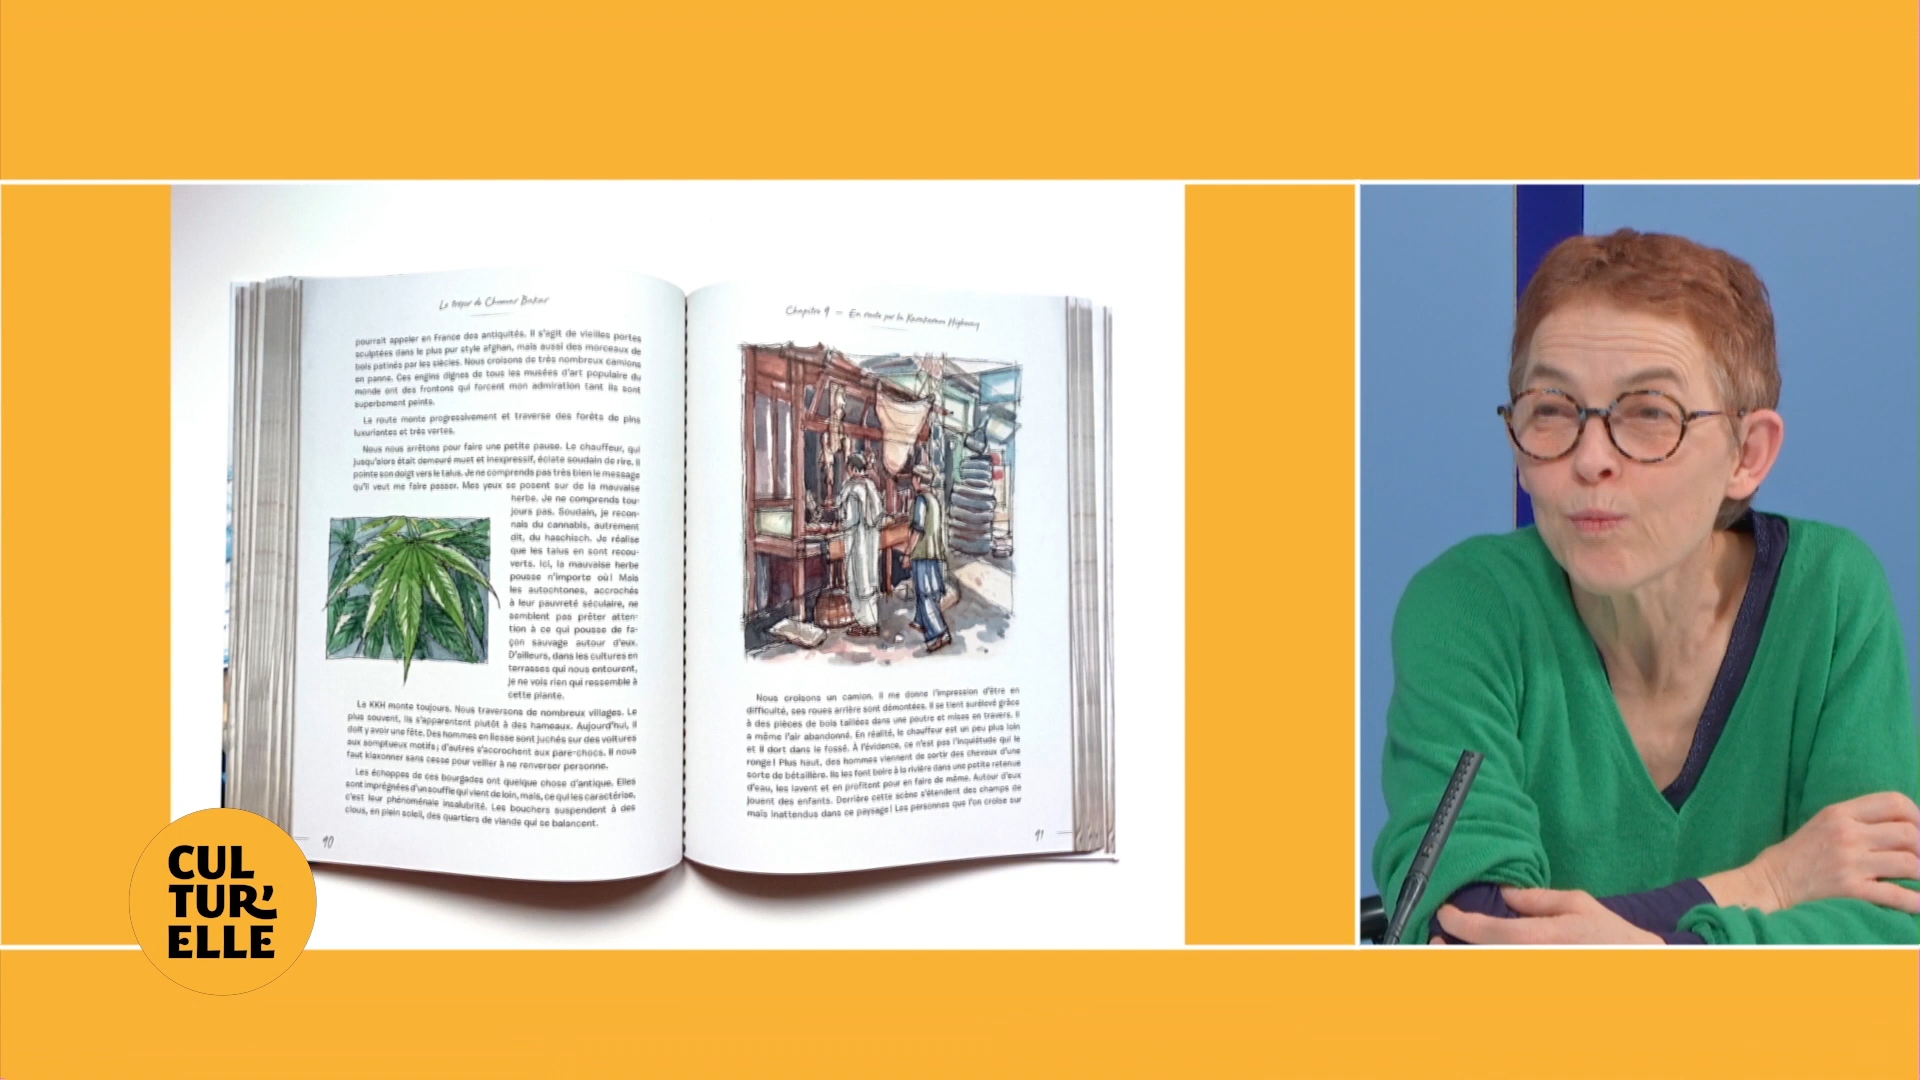 Le trésor de Chomar Bakar
pourrait appeler en France des antiquités. Il s'agit de vieilles portes
sculptées dans le plus pur style afghan, mais aussi des morceaux de
bois patinés par les siècles. Nous croisons de très nombreux camions
en panne. Ces engins dignes de tous les musées d'art populaire du
monde ont des frontons qui forcent mon admiration tant ils sont
superbement peints.
La route monte progressivement et traverse des forêts de pins
luxuriantes et très vertes.
Nous nous arrêtons pour faire une petite pause. Le chauffeur, qui
jusqu'alors était demeuré muet et inexpressif, éclate soudain de rire. Il
pointe son doigt vers le talus. Je ne comprends pas très bien le message
qu'il veut me faire passer. Mes yeux se posent sur de la mauvaise
herbe. Je ne comprends tou-
jours pas. Soudain, je recon-
nais du cannabis, autrement
dit, du haschisch. Je réalise
que les talus en sont recou-
verts. Ici, la mauvaise herbe
pousse n'importe où! Mais
les autochtones, accrochés
à leur pauvreté séculaire, ne
semblent pas prêter atten-
tion à ce qui pousse de fa-
çon sauvage autour d'eux.
D'ailleurs, dans les cultures en
terrasses qui nous entourent,
je ne vois rien qui ressemble à
cette plante.
La KKH monte toujours. Nous traversons de nombreux villages. Le
plus souvent, ils s'apparentent plutôt à des hameaux. Aujourd'hui, il
doit y avoir une fête. Des hommes en liesse sont juchés sur des voitures
aux somptueux motifs; d'autres s'accrochent aux pare-chocs. Il nous
faut klaxonner sans cesse pour veiller à ne renverser personne.
Les échoppes de ces bourgades ont quelque chose d'antique. Elles
sont imprégnées d'un souffle qui vient de loin, mais, ce qui les caractérise,
c'est leur phénoménale insalubrité. Les bouchers suspendent à des
clous, en plein soleil, des quartiers de viande qui se balancent.
90
Chapitre 9 – En route par la Karakoram Highway
Nous croisons un camion. Il me donne l'impression d'être en
difficulté, ses roues arrière sont démontées. Il se tient surélevé grâce
à des pièces de bois taillées dans une poutre et mises en travers. Il
a même l'air abandonné. En réalité, le chauffeur est un peu plus loin
et il dort dans le fossé. À l'évidence, ce n'est pas l'inquiétude qui le
ronge! Plus haut, des hommes viennent de sortir des chevaux d'une
sorte de bétaillère. Ils les font boire à la rivière dans une petite retenue
d'eau, les lavent et en profitent pour en faire de même. Autour d'eux
jouent des enfants. Derrière cette scène s'étendent des champs de
maïs inattendus dans ce paysage! Les personnes que l'on croise sur
91
CUL
TUR'
ELLE